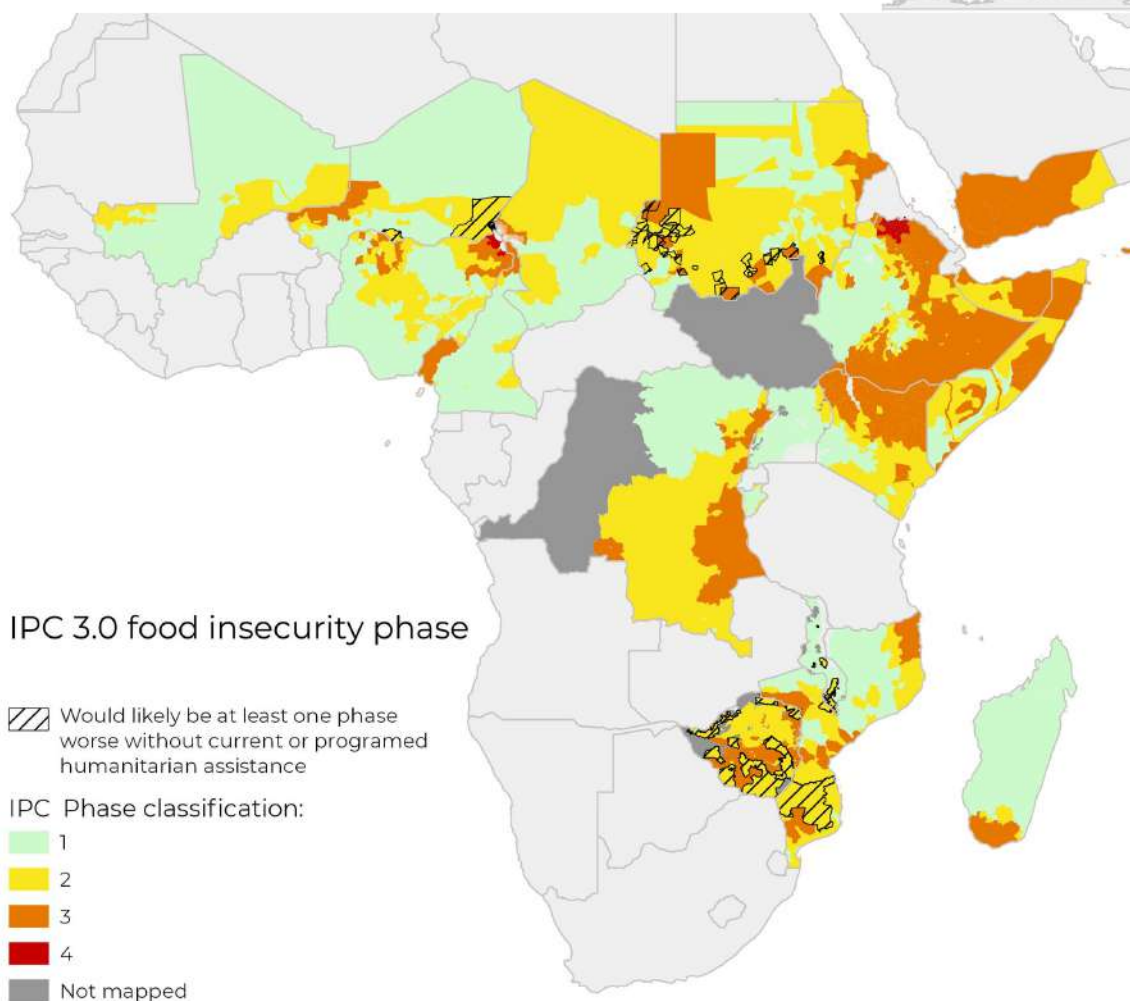 IPC 3.0 food insecurity phase
Would likely be at least one phase
worse without current or programed
humanitarian assistance
IPC Phase classification:
1
2
3
4
Not mapped